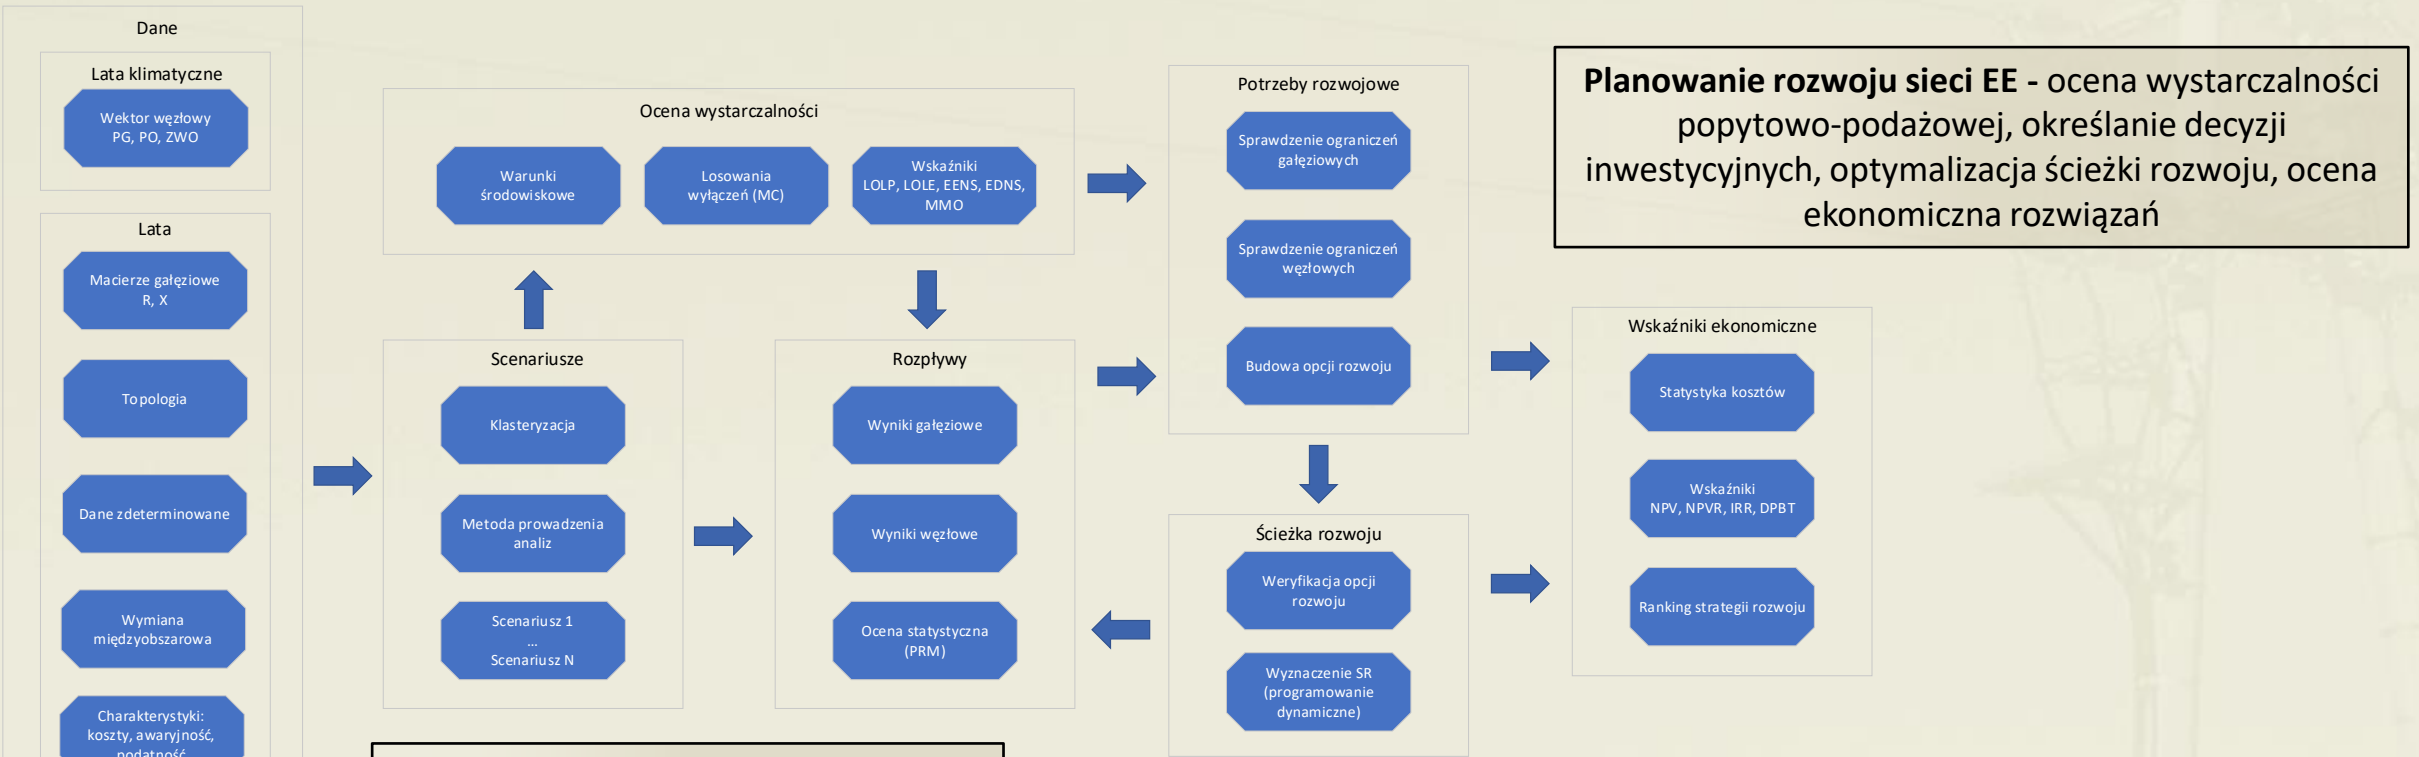 Dane
Lata klimatyczne
Wektor węzłowy
PG, PO, ZWO
Lata
Macierze gałęziowe
R, X
Topologia
Dane zdeterminowane
Wymiana
międzyobszarowa
Charakterystyki:
koszty, awaryjność,
podatność
Ocena wystarczalności
Warunki
środowiskowe
Losowania
wyłączeń (MC)
Wskaźniki
LOLP, LOLE, EENS, EDNS,
MMO
Scenariusze
Klasteryzacja
Metoda prowadzenia
analiz
Scenariusz 1
...
Scenariusz N
Rozpływy
Wyniki gałęziowe
Wyniki węzłowe
Ocena statystyczna
(PRM)
Potrzeby rozwojowe
Sprawdzenie ograniczeń
gałęziowych
Sprawdzenie ograniczeń
węzłowych
Budowa opcji rozwoju
Ścieżka rozwoju
Weryfikacja opcji
rozwoju
Wyznaczenie SR
(programowanie
dynamiczne)
Planowanie rozwoju sieci EE - ocena wystarczalności
popytowo-podażowej, określanie decyzji
inwestycyjnych, optymalizacja ścieżki rozwoju, ocena
ekonomiczna rozwiązań
Wskaźniki ekonomiczne
Statystyka kosztów
Wskaźniki
NPV, NPVR, IRR, DPBT
Ranking strategii rozwoju